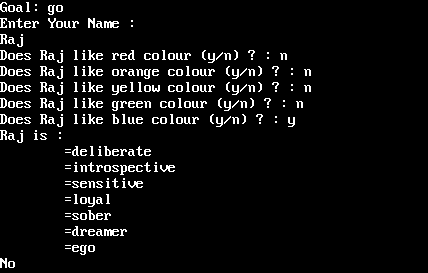 Goal: go
Enter Your Name :
Raj
Does Raj like red colour (y/n) ? : n
Does Raj like orange colour (y/n) ? : n
Does Raj like yellow colour (y/n) ? : n
Does Raj like green colour (y/n) ? : n
Does Raj like blue colour (y/n) ? : y
Raj is :
=deliberate
=introspective
=sensitive
=loyal
=sober
=dreamer
=ego
No